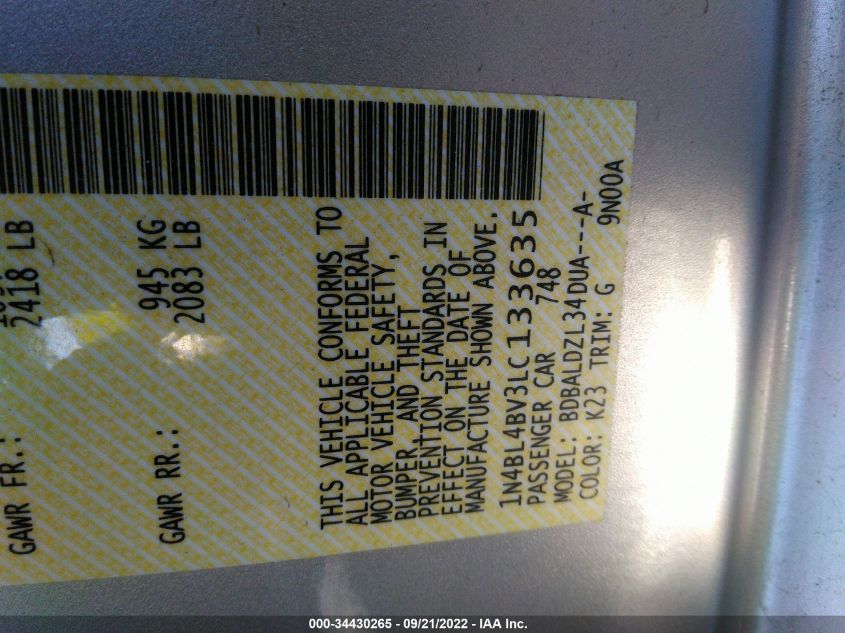 2418 LB
GAWR FR.:
945 KG
GAWR RR.: 2083 LB
THIS VEHICLE CONFORMS TO
ALL APPLICABLE FEDERAL
MOTOR VEHICLE SAFETY,
BUMPER, AND THEFT
PREVENTION STANDARDS IN
EFFECT ON THE DATE OF
MANUFACTURE SHOWN ABOVE.
1N4BL4BV3LC133635
PASSENGER CAR 748
MODEL: BDBALDZL34DUA---A-
COLOR: K23 TRIM: G 9N00A
000-34430265 - 09/21/2022 - IAA Inc.